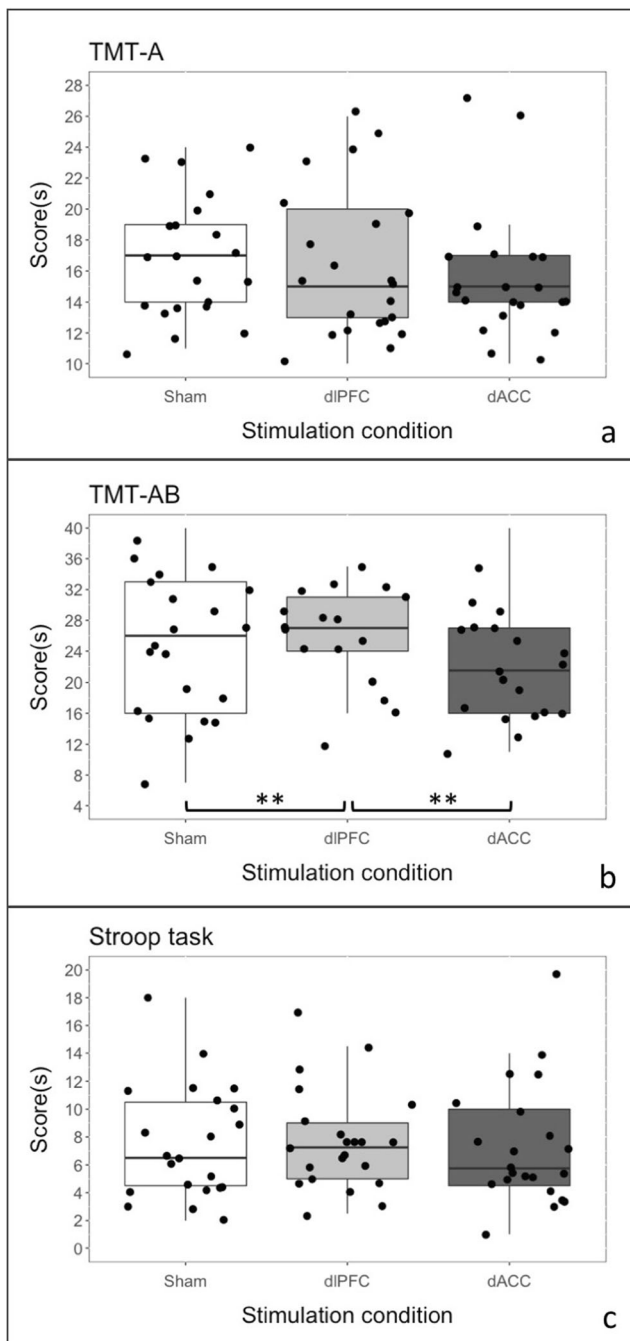 TMT-A
Score(s)
28
26
24
22
20
18
16
14
12
10
Sham dlPFC dACC
Stimulation condition
a
TMT-AB
Score(s)
40
36
32
28
24
20
16
12
8
4
** **
Sham dlPFC dACC
Stimulation condition
b
Stroop task
Score(s)
20
18
16
14
12
10
8
6
4
2
0
Sham dlPFC dACC
Stimulation condition
c